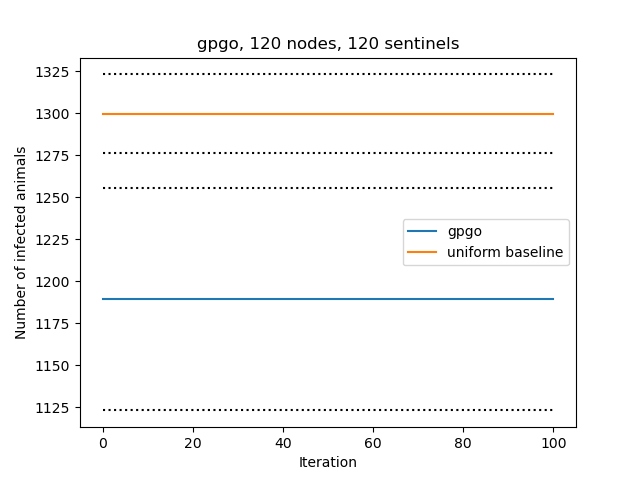 gpgo, 120 nodes, 120 sentinels
1325
1300
1275
1250
1225
1200
1175
1150
1125
Number of infected animals
gpgo
uniform baseline
0 20 40 60 80 100
Iteration